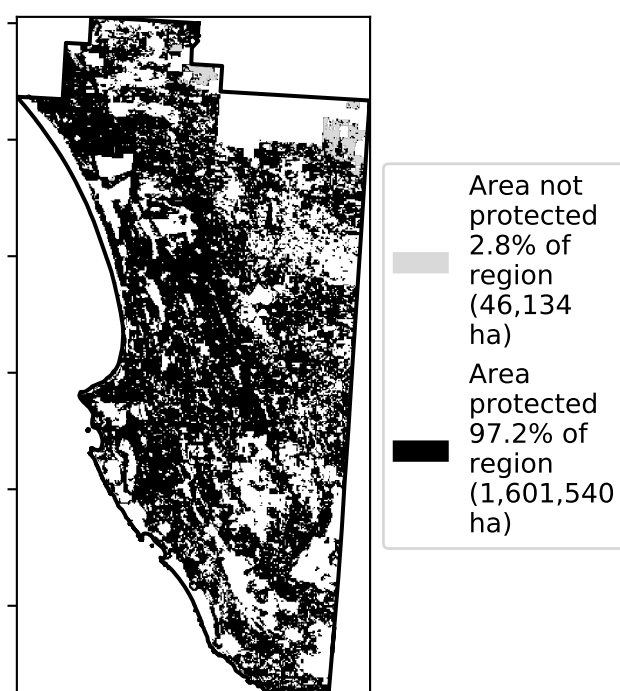 Area not
protected
2.8% of
region
(46,134
ha)
Area
protected
97.2% of
region
(1,601,540
ha)